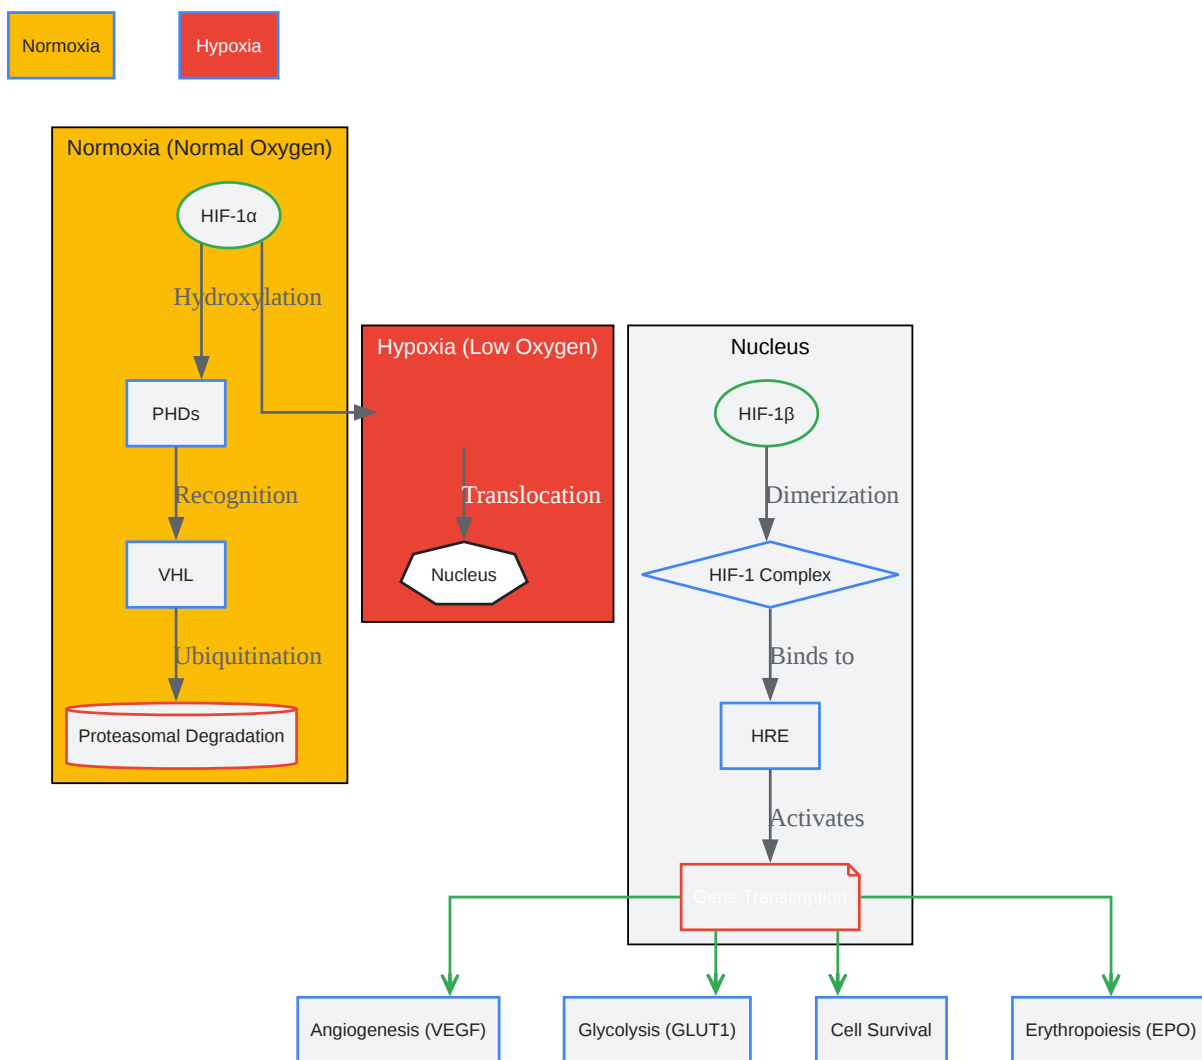 Normoxia
Hypoxia
Normoxia (Normal Oxygen)
HIF-1α
Hydroxylation
PHDs
Recognition
VHL
Ubiquitination
Proteasomal Degradation
Hypoxia (Low Oxygen)
Translocation
Nucleus
Nucleus
HIF-1β
Dimerization
HIF-1 Complex
Binds to
HRE
Activates
Gene Transcription
Angiogenesis (VEGF)
Glycolysis (GLUT1)
Cell Survival
Erythropoiesis (EPO)